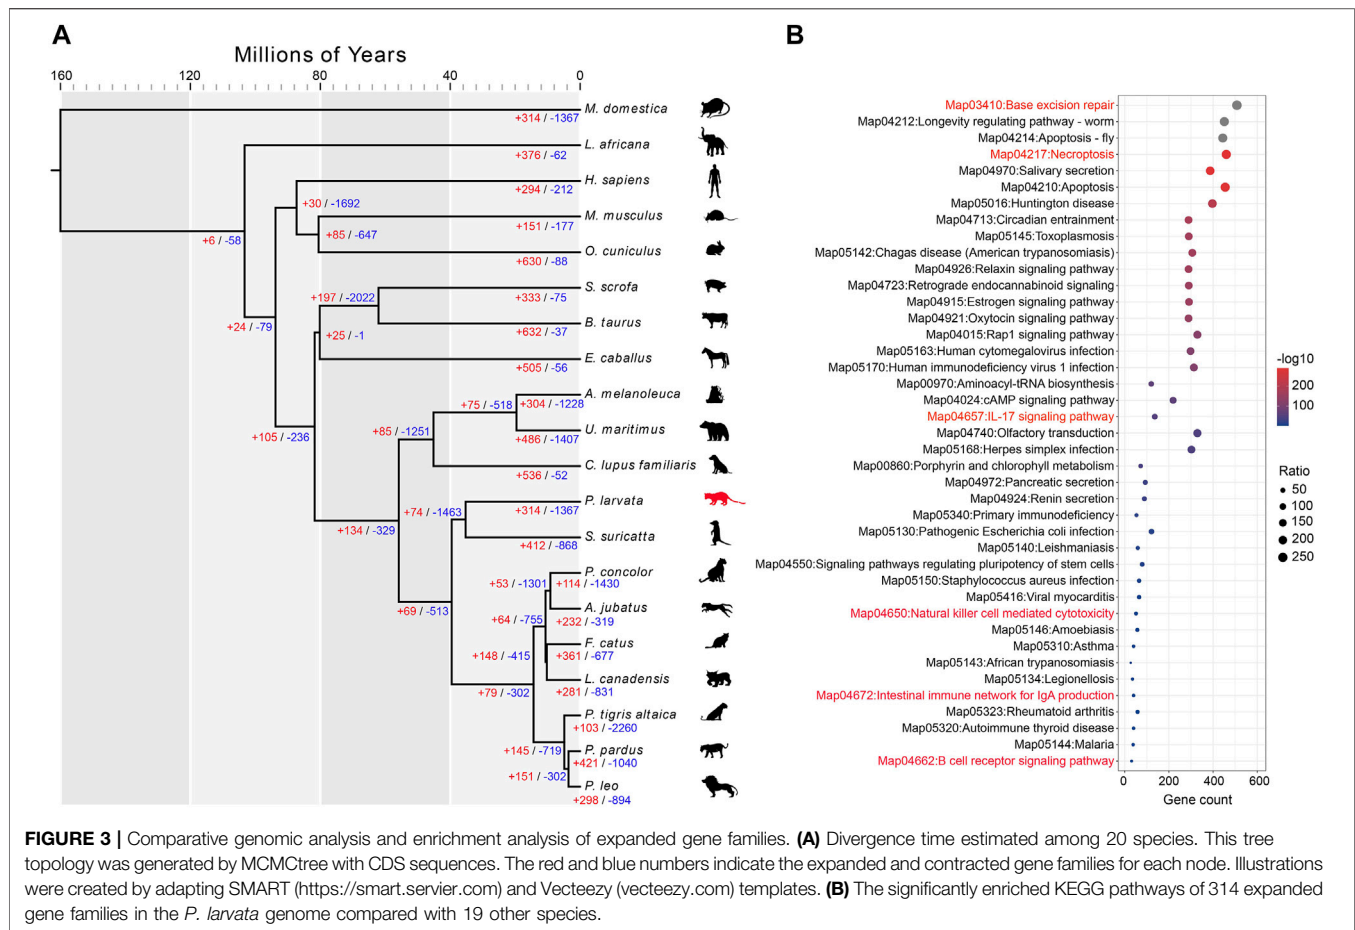 A
Millions of Years
160 120 80 40 0
M. domestica
+314 / -1367
L. africana
+376 / -62
H. sapiens
+294 / -212
+30 / -1692
M. musculus
+151 / -177
+85 / -647
+6 / -58
O. cuniculus
+630 / -88
S. scrofa
+197 / -2022
+333 / -75
B. taurus
+24 / -79
+632 / -37
+25 / -1
E. caballus
+505 / -56
A. melanoleuca
+75 / -518
+304 / -1228
U. maritimus
+85 / -1251
+105 / -236
+486 / -1407
C. lupus familiaris
+536 / -52
P. larvata
+74 / -1463
+314 / -1367
+134 / -329
S. suricatta
+412 / -868
P. concolor
+53 / -1301
+114 / -1430
A. jubatus
+69 / -513
+64 / -755
+232 / -319
F. catus
+148 / -415
+361 / -677
L. canadensis
+79 / -302
+281 / -831
P. tigris altaica
+103 / -2260
+145 / -719
P. pardus
+421 / -1040
+151 / -302
P. leo
+298 / -894
B
Map03410:Base excision repair
Map04212:Longevity regulating pathway - worm
Map04214:Apoptosis - fly
Map04217:Necroptosis
Map04970:Salivary secretion
Map04210:Apoptosis
Map05016:Huntington disease
Map04713:Circadian entrainment
Map05145:Toxoplasmosis
Map05142:Chagas disease (American trypanosomiasis)
Map04926:Relaxin signaling pathway
Map04723:Retrograde endocannabinoid signaling
Map04915:Estrogen signaling pathway
Map04921:Oxytocin signaling pathway
Map04015:Rap1 signaling pathway
Map05163:Human cytomegalovirus infection
Map05170:Human immunodeficiency virus 1 infection
Map00970:Aminoacyl-tRNA biosynthesis
Map04024:cAMP signaling pathway
Map04657:IL-17 signaling pathway
Map04740:Olfactory transduction
Map05168:Herpes simplex infection
Map00860:Porphyrin and chlorophyll metabolism
Map04972:Pancreatic secretion
Map04924:Renin secretion
Map05340:Primary immunodeficiency
Map05130:Pathogenic Escherichia coli infection
Map05140:Leishmaniasis
Map04550:Signaling pathways regulating pluripotency of stem cells
Map05150:Staphylococcus aureus infection
Map05416:Viral myocarditis
Map04650:Natural killer cell mediated cytotoxicity
Map05146:Amoebiasis
Map05310:Asthma
Map05143:African trypanosomiasis
Map05134:Legionellosis
Map04672:Intestinal immune network for IgA production
Map05323:Rheumatoid arthritis
Map05320:Autoimmune thyroid disease
Map05144:Malaria
Map04662:B cell receptor signaling pathway
0 200 400 600
Gene count
-log10
200
100
Ratio
50
100
150
200
250
FIGURE 3 | Comparative genomic analysis and enrichment analysis of expanded gene families. (A) Divergence time estimated among 20 species. This tree
topology was generated by MCMCtree with CDS sequences. The red and blue numbers indicate the expanded and contracted gene families for each node. Illustrations
were created by adapting SMART (https://smart.servier.com) and Vecteezy (vecteezy.com) templates. (B) The significantly enriched KEGG pathways of 314 expanded
gene families in the P. larvata genome compared with 19 other species.